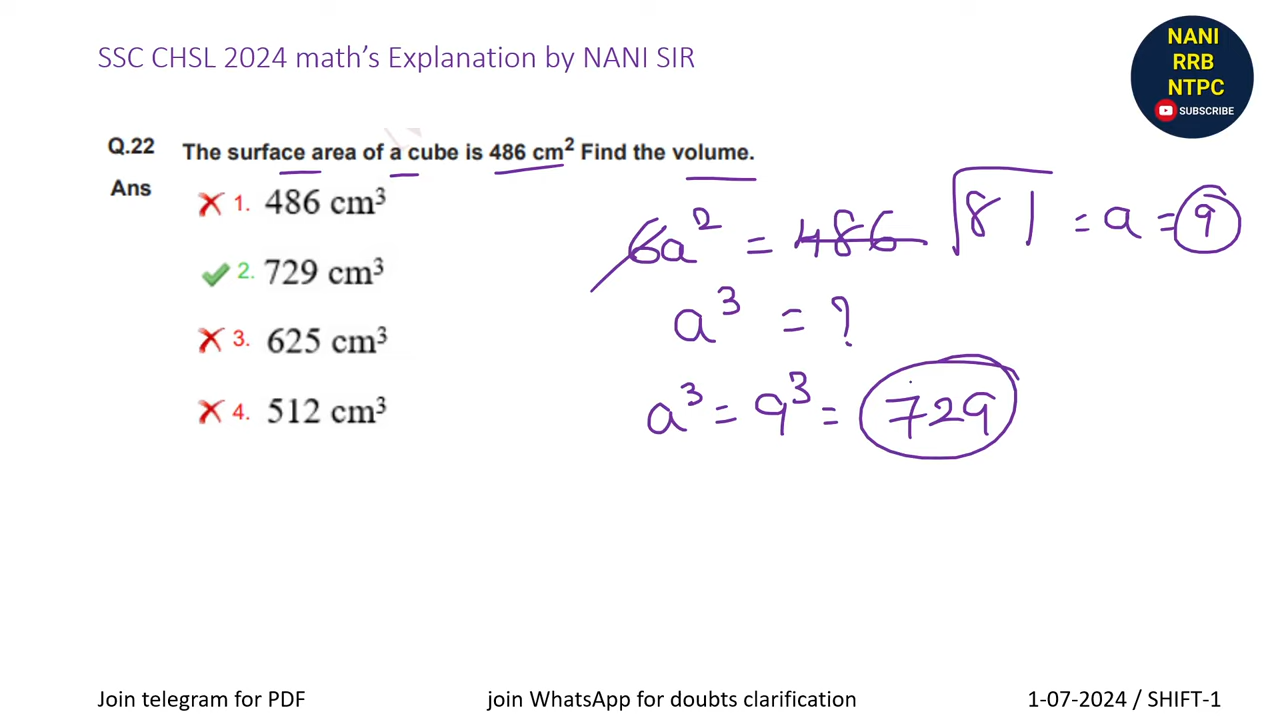 SSC CHSL 2024 math's Explanation by NANI SIR
NANI
RRB
NTPC
SUBSCRIBE
Q.22 The surface area of a cube is 486 cm² Find the volume.
Ans
1. 486 cm³
2. 729 cm³
3. 625 cm³
4. 512 cm³
6a² = 486 √81 = a = 9
a³ = ?
a³ = 9³ = 729
Join telegram for PDF
join WhatsApp for doubts clarification
1-07-2024 / SHIFT-1